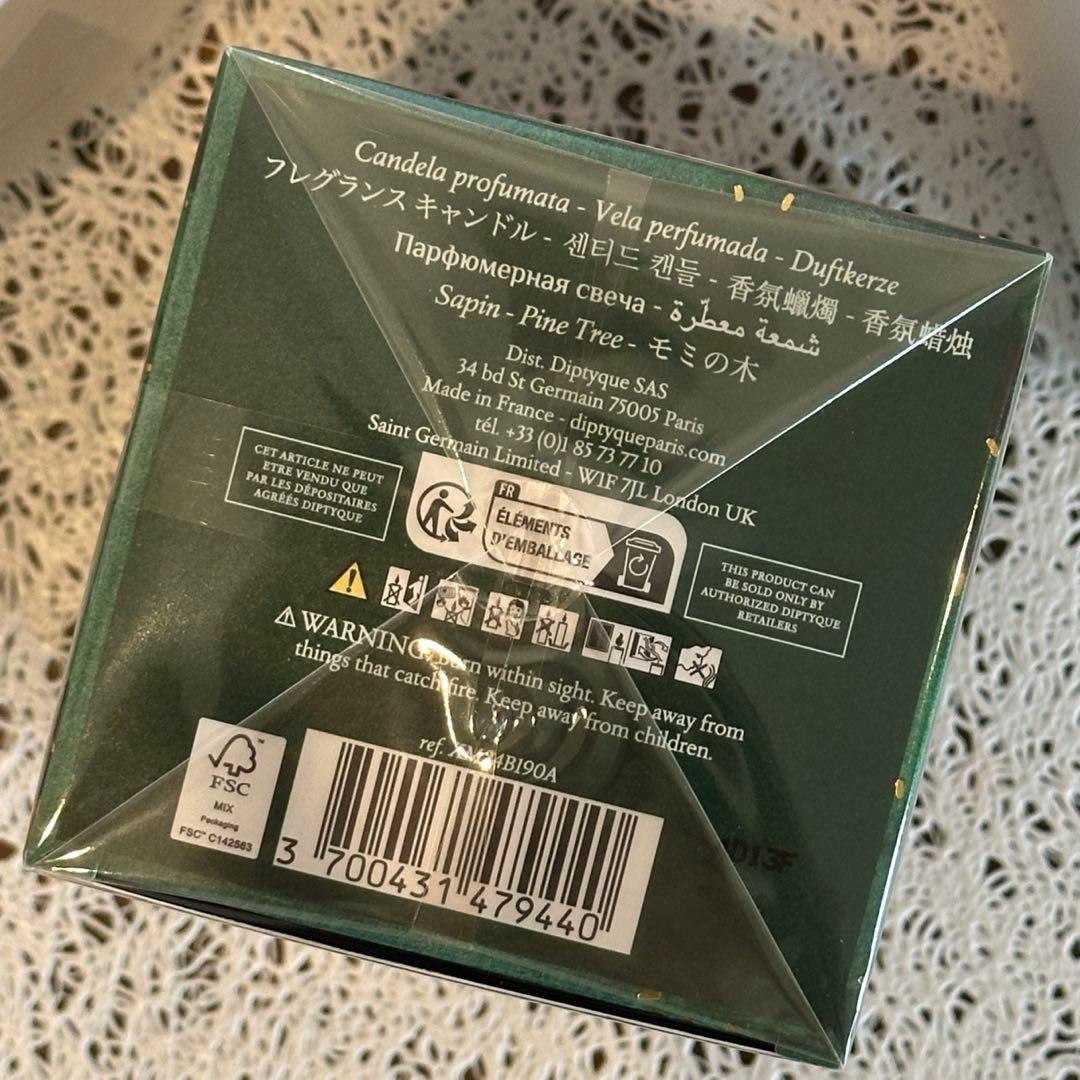 Candela profumata - Vela perfumada - Duftkerze
フレグランス キャンドル - 센티드 캔들 - 香氛蠟燭 - 香氛蜡烛
Парфюмерная свеча - شمعة معطّرة
Sapin - Pine Tree - モミの木
Dist. Diptyque SAS
34 bd St Germain 75005 Paris
Made in France - diptyqueparis.com
tél. +33 (0)1 85 73 77 10
Saint Germain Limited - W1F 7JL London UK
CET ARTICLE NE PEUT
ETRE VENDU QUE
PAR LES DÉPOSITAIRES
AGRÉÉS DIPTYQUE
FR
ÉLÉMENTS
D'EMBALLAGE
THIS PRODUCT CAN
BE SOLD ONLY BY
AUTHORIZED DIPTYQUE
RETAILERS
WARNING: Burn within sight. Keep away from
things that catch fire. Keep away from children.
ref.
FSC™
MIX
Packaging
FSC™ C142563
3 700431 479440